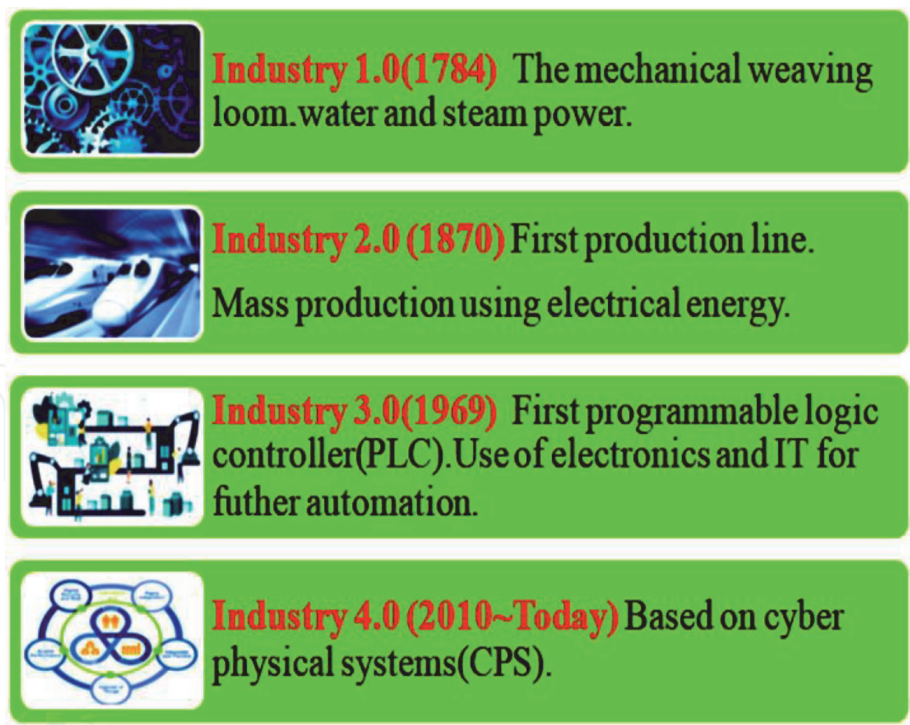 Industry 1.0(1784) The mechanical weaving
loom.water and steam power.
Industry 2.0 (1870) First production line.
Mass production using electrical energy.
Industry 3.0(1969) First programmable logic
controller(PLC).Use of electronics and IT for
futher automation.
Industry 4.0 (2010~Today) Based on cyber
physical systems(CPS).